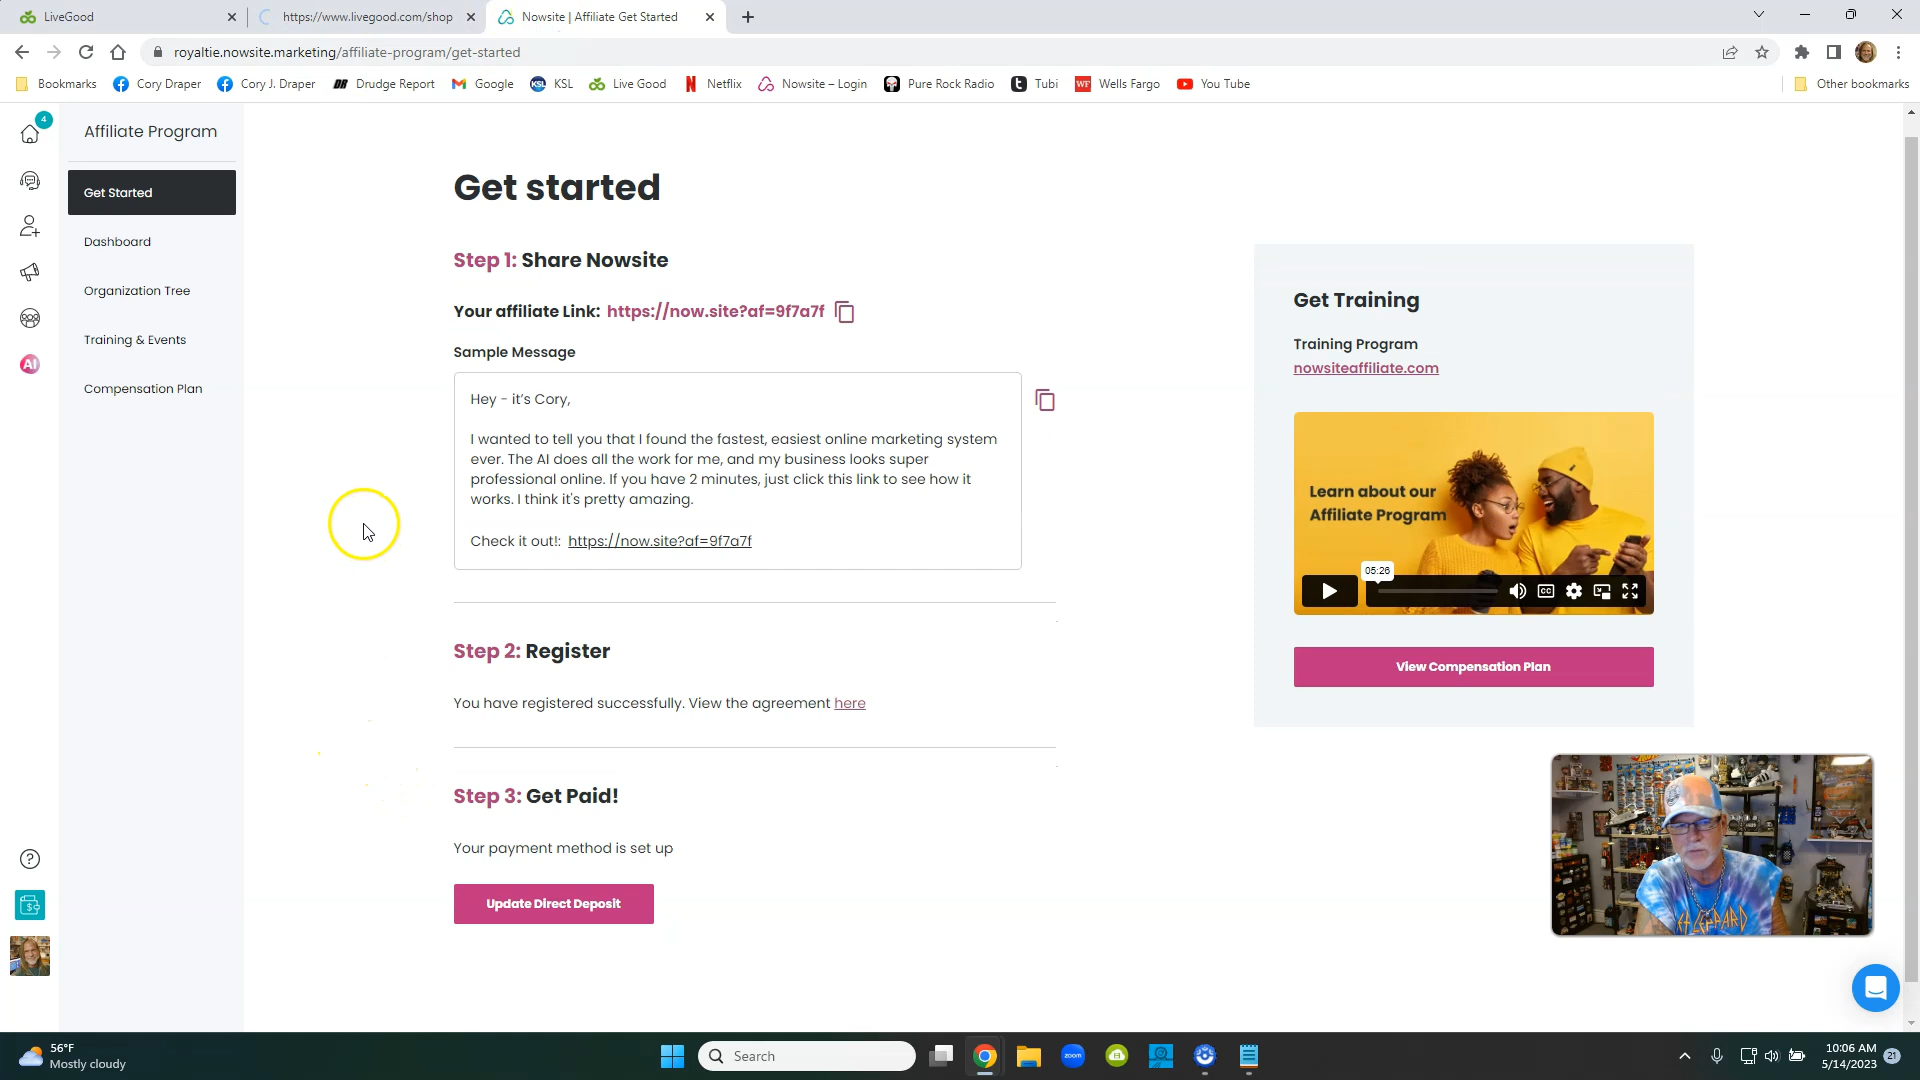 LiveGood
https://www.livegood.com/shop
Nowsite | Affiliate Get Started
royaltie.nowsite.marketing/affiliate-program/get-started
Bookmarks
Cory Draper
Cory J. Draper
DR
Drudge Report
Google
KSL
KSL
Live Good
Netflix
Nowsite – Login
Pure Rock Radio
Tubi
WF
Wells Fargo
You Tube
Other bookmarks
4
AI
Affiliate Program
Get Started
Dashboard
Organization Tree
Training & Events
Compensation Plan
Get started
Step 1: Share Nowsite
Your affiliate Link: https://now.site?af=9f7a7f
Sample Message
Hey - it's Cory,
I wanted to tell you that I found the fastest, easiest online marketing system
ever. The AI does all the work for me, and my business looks super
professional online. If you have 2 minutes, just click this link to see how it
works. I think it's pretty amazing.
Check it out!: https://now.site?af=9f7a7f
Step 2: Register
You have registered successfully. View the agreement here
Step 3: Get Paid!
Your payment method is set up
Update Direct Deposit
Get Training
Training Program
nowsiteaffiliate.com
Learn about our
Affiliate Program
05:26
CC
View Compensation Plan
56°F
Mostly cloudy
Search
zoom
10:06 AM
5/14/2023
21